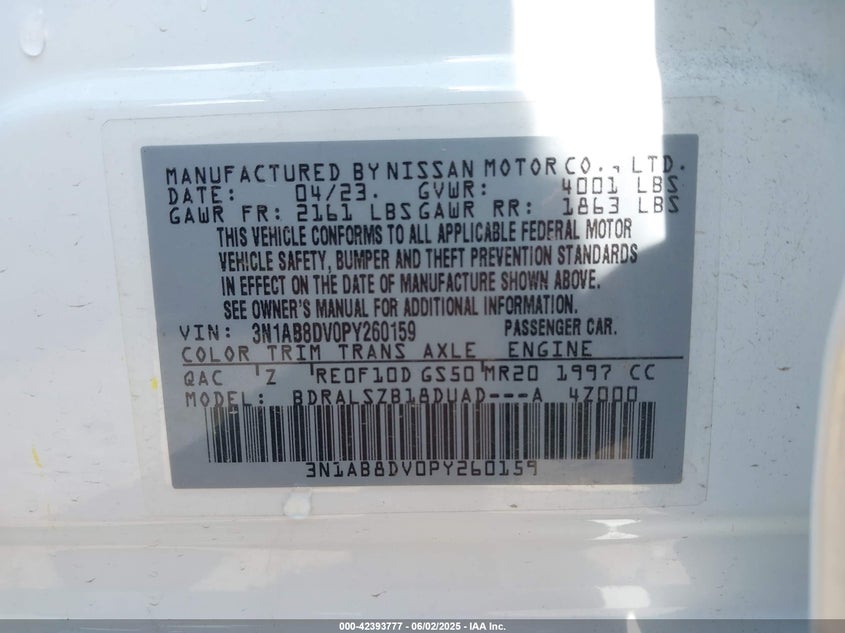 MANUFACTURED BY NISSAN MOTOR CO., LTD.
DATE: 04/23. GVWR: 4001 LBS
GAWR FR: 2161 LBS GAWR RR: 1863 LBS
THIS VEHICLE CONFORMS TO ALL APPLICABLE FEDERAL MOTOR
VEHICLE SAFETY, BUMPER AND THEFT PREVENTION STANDARDS
IN EFFECT ON THE DATE OF MANUFACTURE SHOWN ABOVE.
SEE OWNER'S MANUAL FOR ADDITIONAL INFORMATION.
VIN: 3N1AB8DV0PY260159 PASSENGER CAR.
COLOR TRIM TRANS AXLE ENGINE
QAC Z RE0F10D GS50 MR20 1997 CC
MODEL: BDRALSZB18DUAD---A 4Z000
3N1AB8DV0PY260159
000-42393777 - 06/02/2025 - IAA Inc.